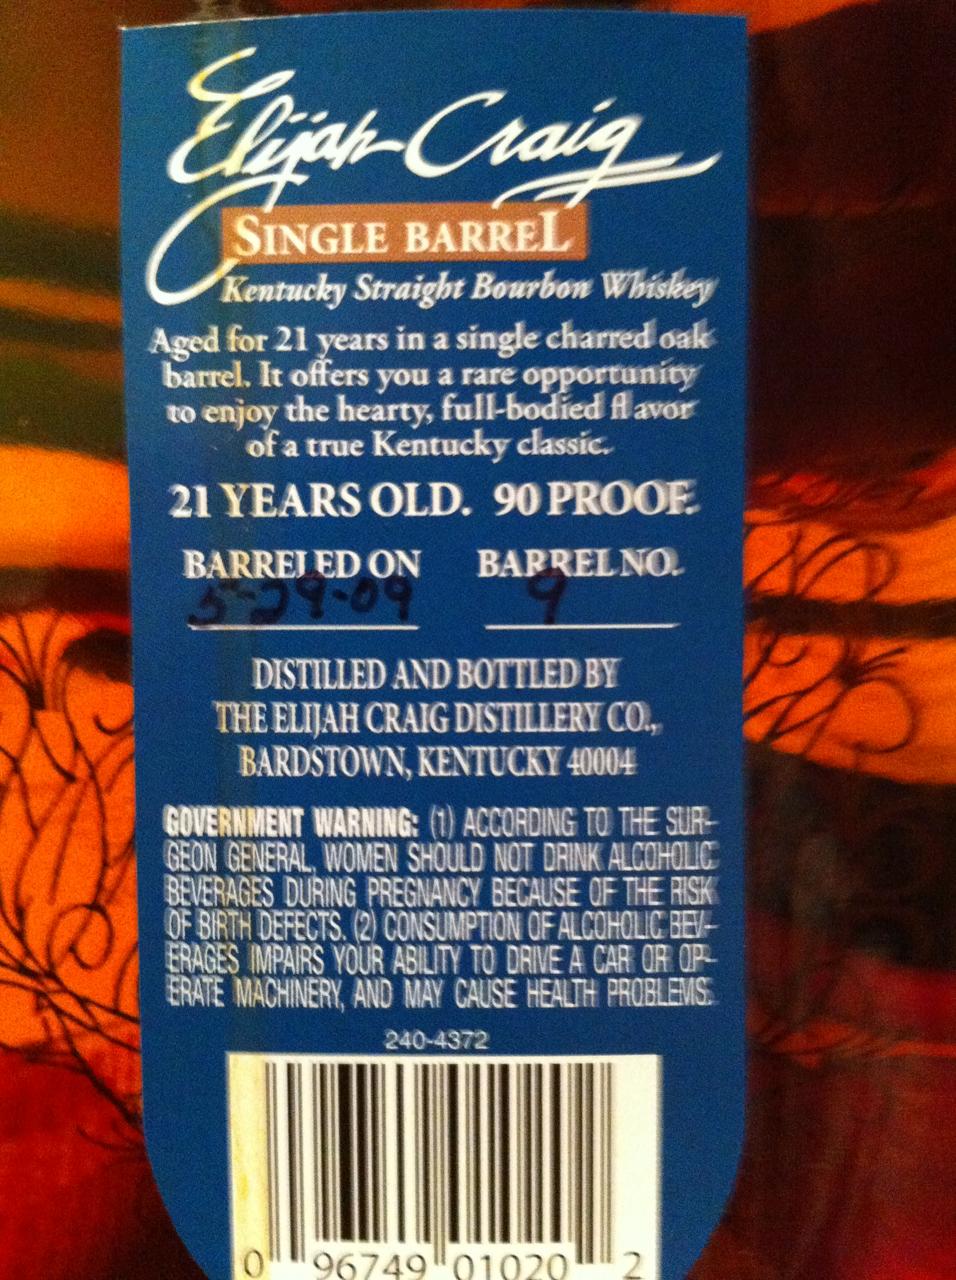 Elijah Craig
SINGLE BARREL
Kentucky Straight Bourbon Whiskey
Aged for 21 years in a single charred oak
barrel. It offers you a rare opportunity
to enjoy the hearty, full-bodied flavor
of a true Kentucky classic.
21 YEARS OLD. 90 PROOF.
BARRELED ON BARREL NO.
5-29-09 9
DISTILLED AND BOTTLED BY
THE ELIJAH CRAIG DISTILLERY CO.,
BARDSTOWN, KENTUCKY 40004
GOVERNMENT WARNING: (1) ACCORDING TO THE SUR-
GEON GENERAL, WOMEN SHOULD NOT DRINK ALCOHOLIC
BEVERAGES DURING PREGNANCY BECAUSE OF THE RISK
OF BIRTH DEFECTS. (2) CONSUMPTION OF ALCOHOLIC BEV-
ERAGES IMPAIRS YOUR ABILITY TO DRIVE A CAR OR OP-
ERATE MACHINERY, AND MAY CAUSE HEALTH PROBLEMS.
240-4372
0 96749 01020 2